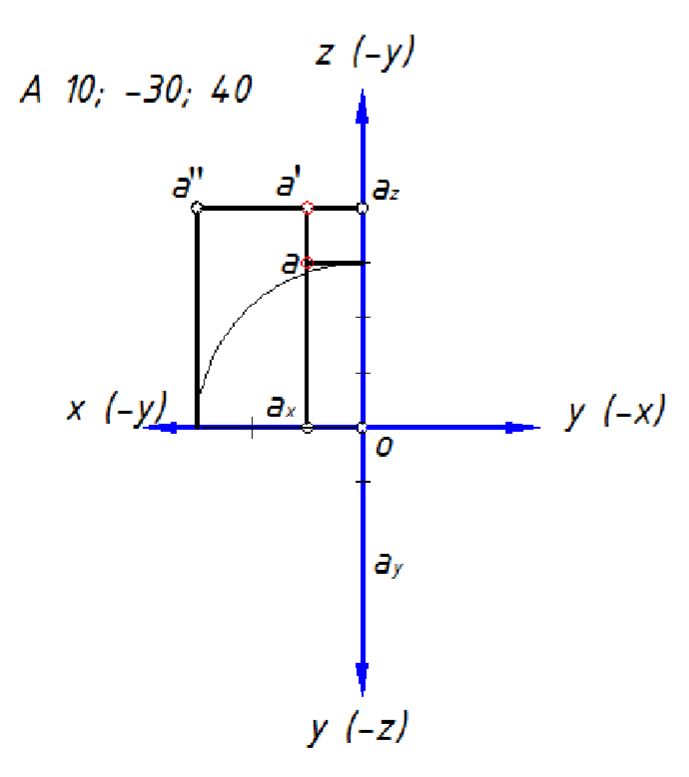 z (-y)
A 10; -30; 40
a" a' az
a
x (-y) ax y (-x)
o
ay
y (-z)